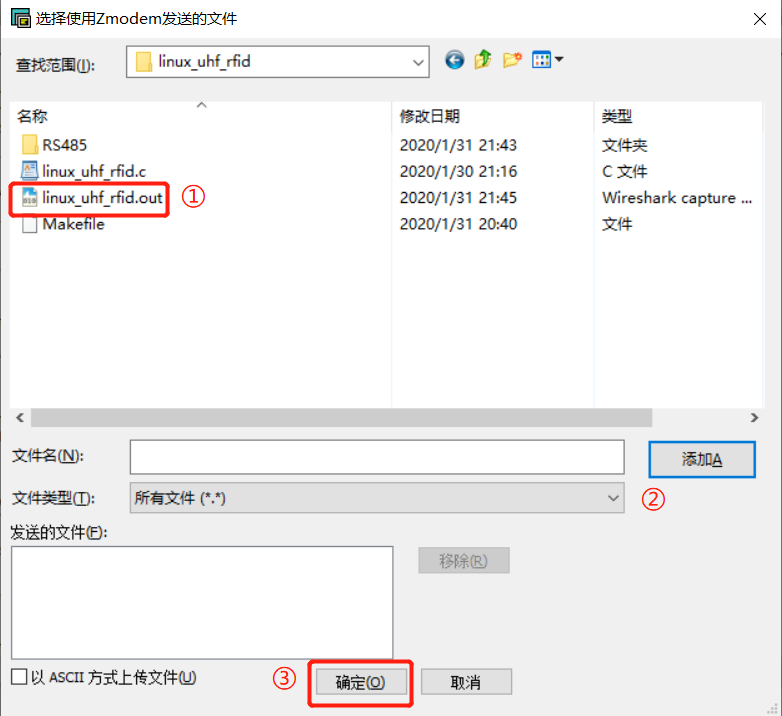 选择使用Zmodem发送的文件
查找范围(I): linux_uhf_rfid
名称 修改日期 类型
RS485 2020/1/31 21:43 文件夹
linux_uhf_rfid.c 2020/1/30 21:16 C 文件
linux_uhf_rfid.out ① 2020/1/31 21:45 Wireshark capture ...
Makefile 2020/1/31 20:40 文件
文件名(N): 添加A
文件类型(T): 所有文件 (*.*) ②
发送的文件(F):
移除(R)
以 ASCII 方式上传文件(U) ③ 确定(O) 取消